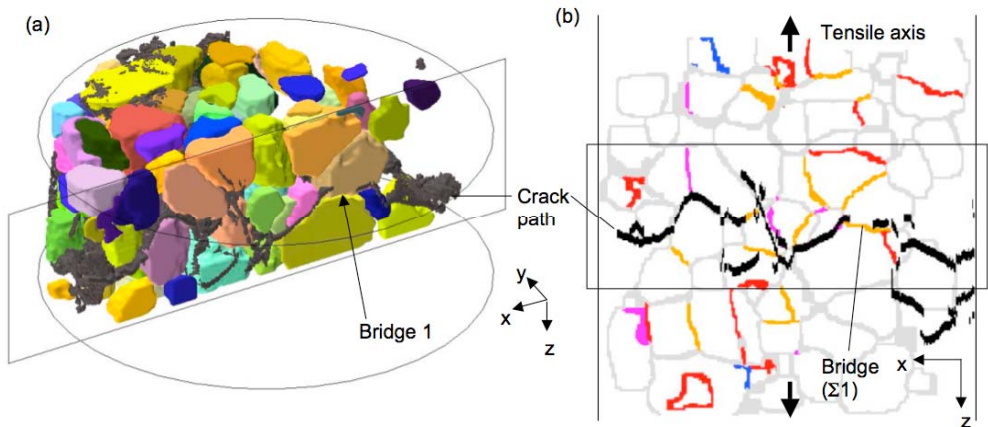 (a)
Crack
path
y
x
z
Bridge 1
(b)
Tensile axis
Bridge
(Σ1)
x
z